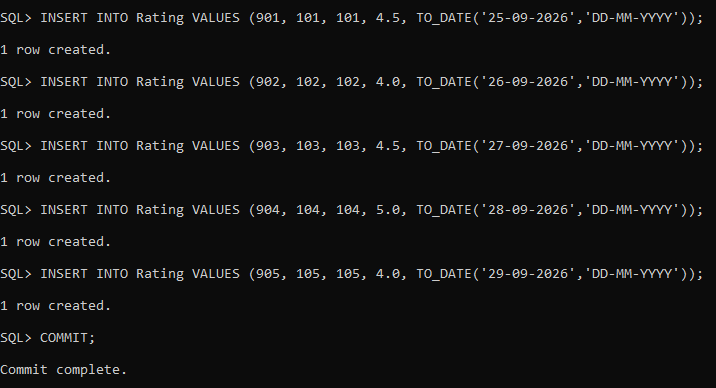 SQL> INSERT INTO Rating VALUES (901, 101, 101, 4.5, TO_DATE('25-09-2026','DD-MM-YYYY'));
1 row created.
SQL> INSERT INTO Rating VALUES (902, 102, 102, 4.0, TO_DATE('26-09-2026','DD-MM-YYYY'));
1 row created.
SQL> INSERT INTO Rating VALUES (903, 103, 103, 4.5, TO_DATE('27-09-2026','DD-MM-YYYY'));
1 row created.
SQL> INSERT INTO Rating VALUES (904, 104, 104, 5.0, TO_DATE('28-09-2026','DD-MM-YYYY'));
1 row created.
SQL> INSERT INTO Rating VALUES (905, 105, 105, 4.0, TO_DATE('29-09-2026','DD-MM-YYYY'));
1 row created.
SQL> COMMIT;
Commit complete.